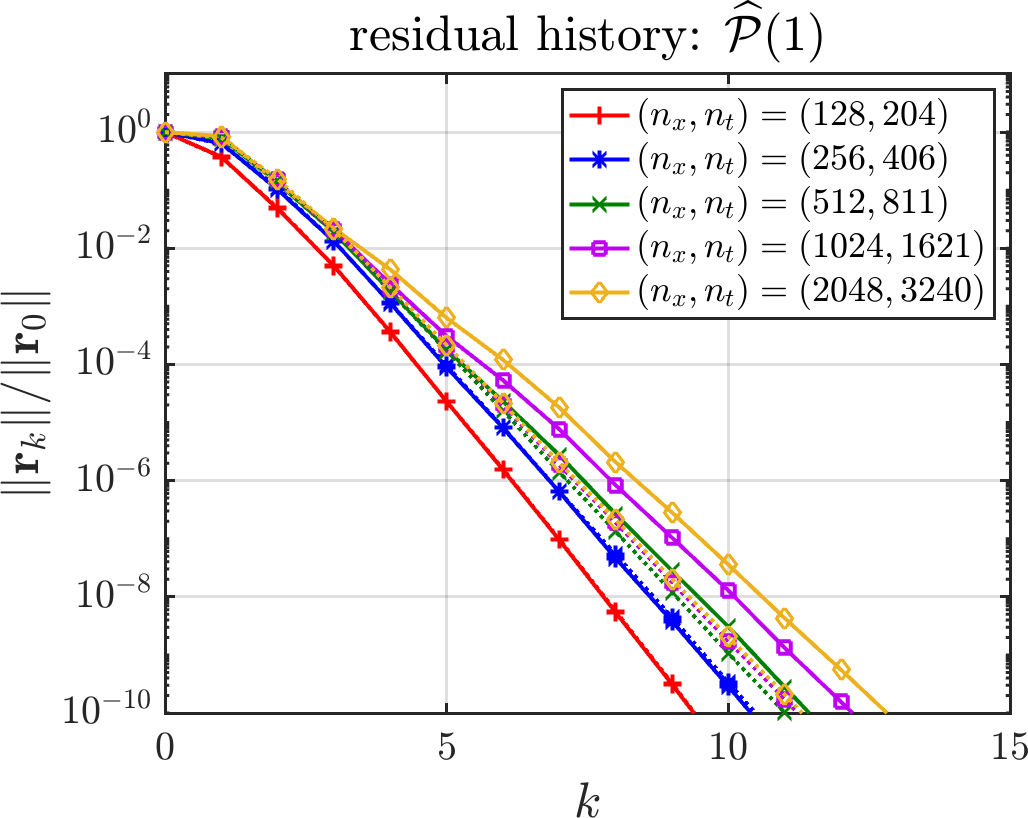 residual history: $\widehat{\mathcal{P}}(1)$
$(n_x, n_t) = (128, 204)$
$(n_x, n_t) = (256, 406)$
$(n_x, n_t) = (512, 811)$
$(n_x, n_t) = (1024, 1621)$
$(n_x, n_t) = (2048, 3240)$
$\|\mathbf{r}_k\|/\|\mathbf{r}_0\|$
$10^{0}$
$10^{-2}$
$10^{-4}$
$10^{-6}$
$10^{-8}$
$10^{-10}$
0 5 10 15
$k$